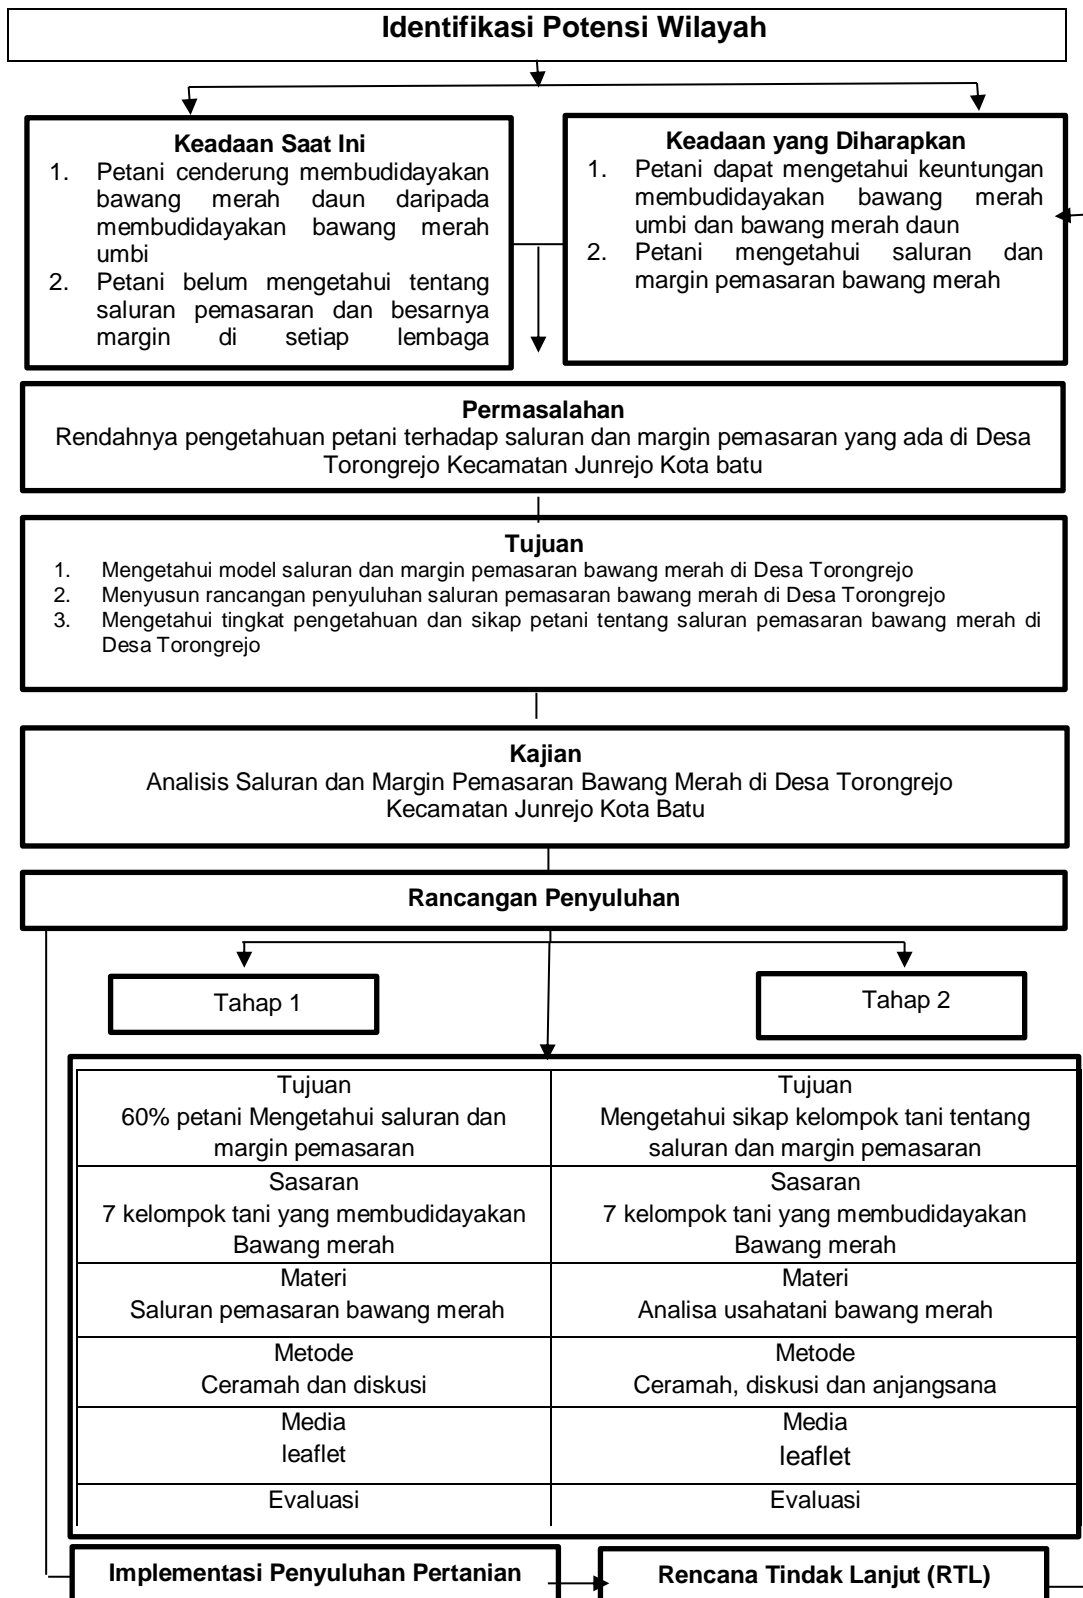 Identifikasi Potensi Wilayah
Keadaan Saat Ini
1. Petani cenderung membudidayakan
bawang merah daun daripada
membudidayakan bawang merah
umbi
2. Petani belum mengetahui tentang
saluran pemasaran dan besarnya
margin di setiap lembaga
Keadaan yang Diharapkan
1. Petani dapat mengetahui keuntungan
membudidayakan bawang merah
umbi dan bawang merah daun
2. Petani mengetahui saluran dan
margin pemasaran bawang merah
Permasalahan
Rendahnya pengetahuan petani terhadap saluran dan margin pemasaran yang ada di Desa
Torongrejo Kecamatan Junrejo Kota batu
Tujuan
1. Mengetahui model saluran dan margin pemasaran bawang merah di Desa Torongrejo
2. Menyusun rancangan penyuluhan saluran pemasaran bawang merah di Desa Torongrejo
3. Mengetahui tingkat pengetahuan dan sikap petani tentang saluran pemasaran bawang merah di
Desa Torongrejo
Kajian
Analisis Saluran dan Margin Pemasaran Bawang Merah di Desa Torongrejo
Kecamatan Junrejo Kota Batu
Rancangan Penyuluhan
Tahap 1
Tahap 2
Tujuan
60% petani Mengetahui saluran dan
margin pemasaran
Tujuan
Mengetahui sikap kelompok tani tentang
saluran dan margin pemasaran
Sasaran
7 kelompok tani yang membudidayakan
Bawang merah
Sasaran
7 kelompok tani yang membudidayakan
Bawang merah
Materi
Saluran pemasaran bawang merah
Materi
Analisa usahatani bawang merah
Metode
Ceramah dan diskusi
Metode
Ceramah, diskusi dan anjangsana
Media
leaflet
Media
leaflet
Evaluasi
Evaluasi
Implementasi Penyuluhan Pertanian
Rencana Tindak Lanjut (RTL)